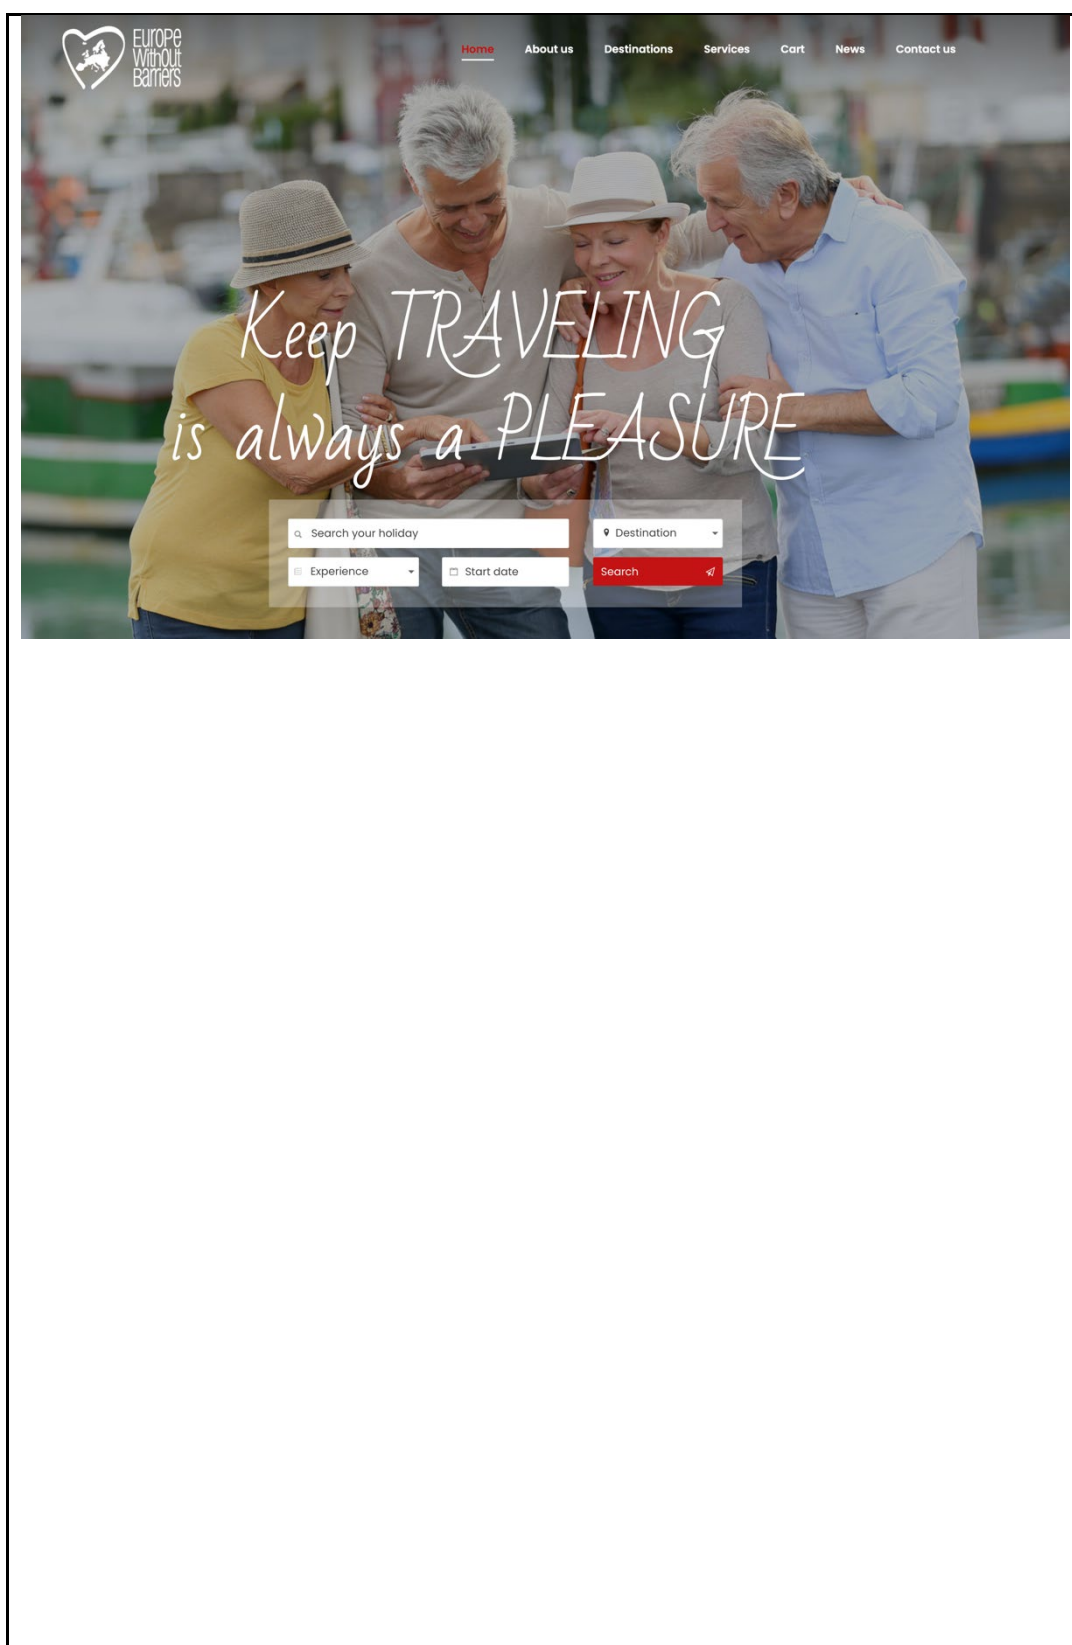 Europe
Without
Barriers
Home About us Destinations Services Cart News Contact us
Keep TRAVELING
is always a PLEASURE
Search your holiday Destination
Experience Start date Search